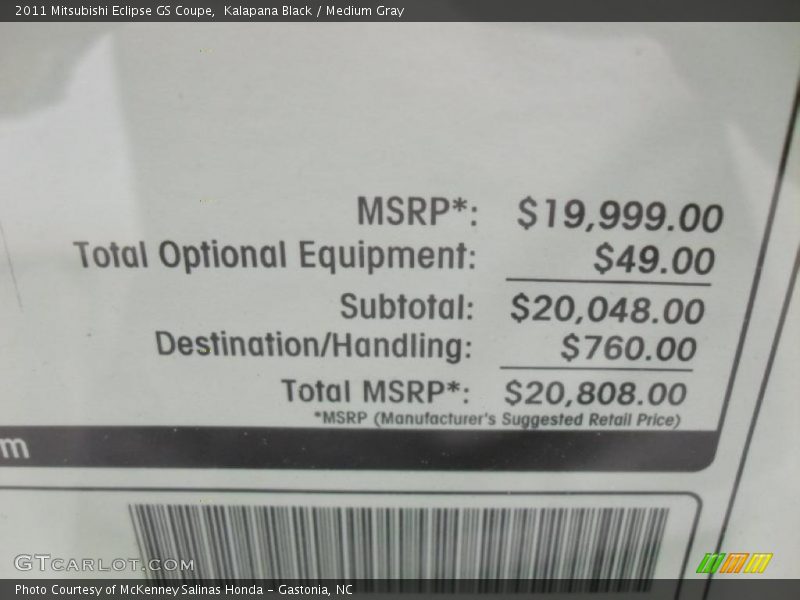 2011 Mitsubishi Eclipse GS Coupe,  Kalapana Black / Medium Gray
MSRP*: $19,999.00
Total Optional Equipment: $49.00
Subtotal: $20,048.00
Destination/Handling: $760.00
Total MSRP*: $20,808.00
*MSRP (Manufacturer's Suggested Retail Price)
m
GTCARLOT.COM
Photo Courtesy of McKenney Salinas Honda – Gastonia, NC